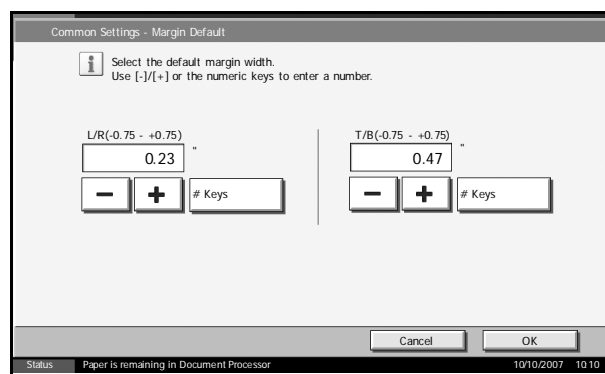 Common Settings - Margin Default
Select the default margin width.
Use [-]/[+] or the numeric keys to enter a number.
L/R(-0.75 - +0.75)
0.23 "
# Keys
T/B(-0.75 - +0.75)
0.47 "
# Keys
Cancel
OK
Status Paper is remaining in Document Processor 10/10/2007 10:10